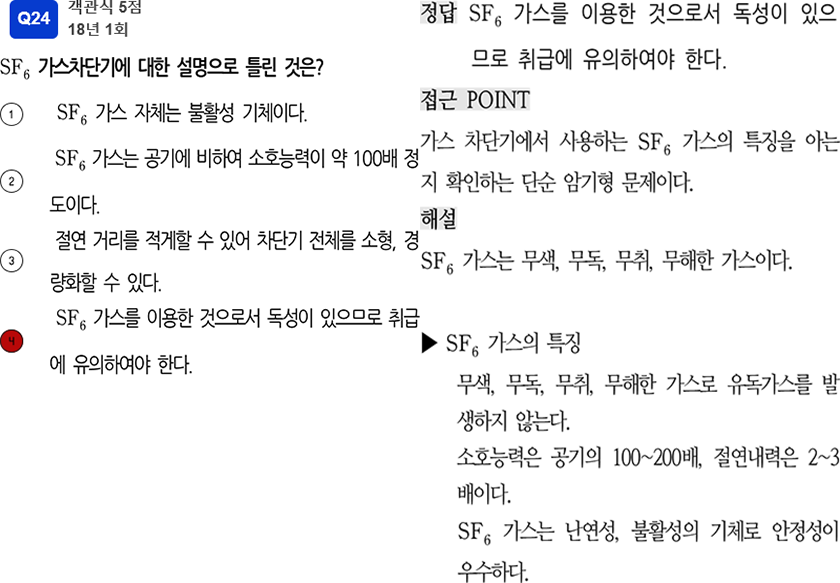 Q24
객관식 5점
18년 1회
SF₆ 가스차단기에 대한 설명으로 틀린 것은?
① SF₆ 가스 자체는 불활성 기체이다.
② SF₆ 가스는 공기에 비하여 소호능력이 약 100배 정
도이다.
③ 절연 거리를 적게할 수 있어 차단기 전체를 소형, 경
량화할 수 있다.
④ SF₆ 가스를 이용한 것으로서 독성이 있으므로 취급
에 유의하여야 한다.
정답 SF₆ 가스를 이용한 것으로서 독성이 있으
므로 취급에 유의하여야 한다.
접근 POINT
가스 차단기에서 사용하는 SF₆ 가스의 특징을 아는
지 확인하는 단순 암기형 문제이다.
해설
SF₆ 가스는 무색, 무독, 무취, 무해한 가스이다.
▶ SF₆ 가스의 특징
무색, 무독, 무취, 무해한 가스로 유독가스를 발
생하지 않는다.
소호능력은 공기의 100~200배, 절연내력은 2~3
배이다.
SF₆ 가스는 난연성, 불활성의 기체로 안정성이
우수하다.